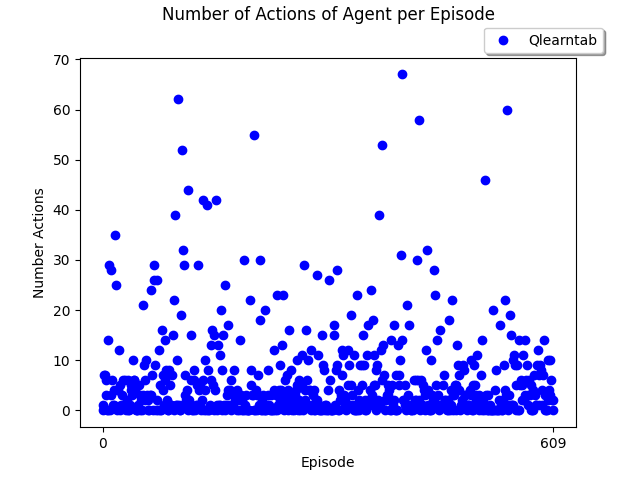 Number of Actions of Agent per Episode
Qlearntab
70
60
50
40
30
20
10
0
Number Actions
0 609
Episode